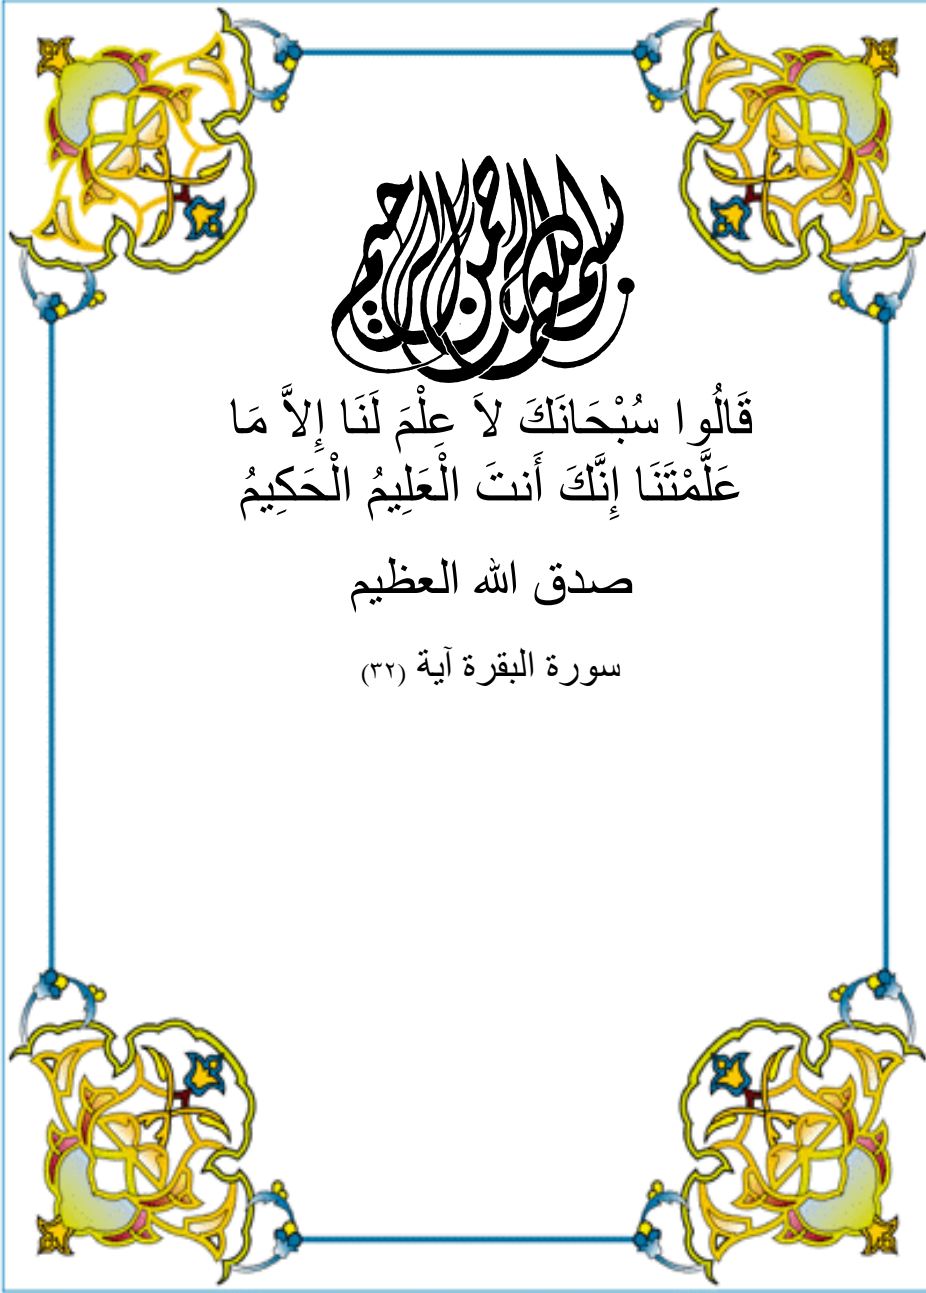 بسم الله الرحمن الرحيم
قَالُوا سُبْحَانَكَ لاَ عِلْمَ لَنَا إِلاَّ مَا
عَلَّمْتَنَا إِنَّكَ أَنتَ الْعَلِيمُ الْحَكِيمُ
صدق الله العظيم
سورة البقرة آية (٣٢)